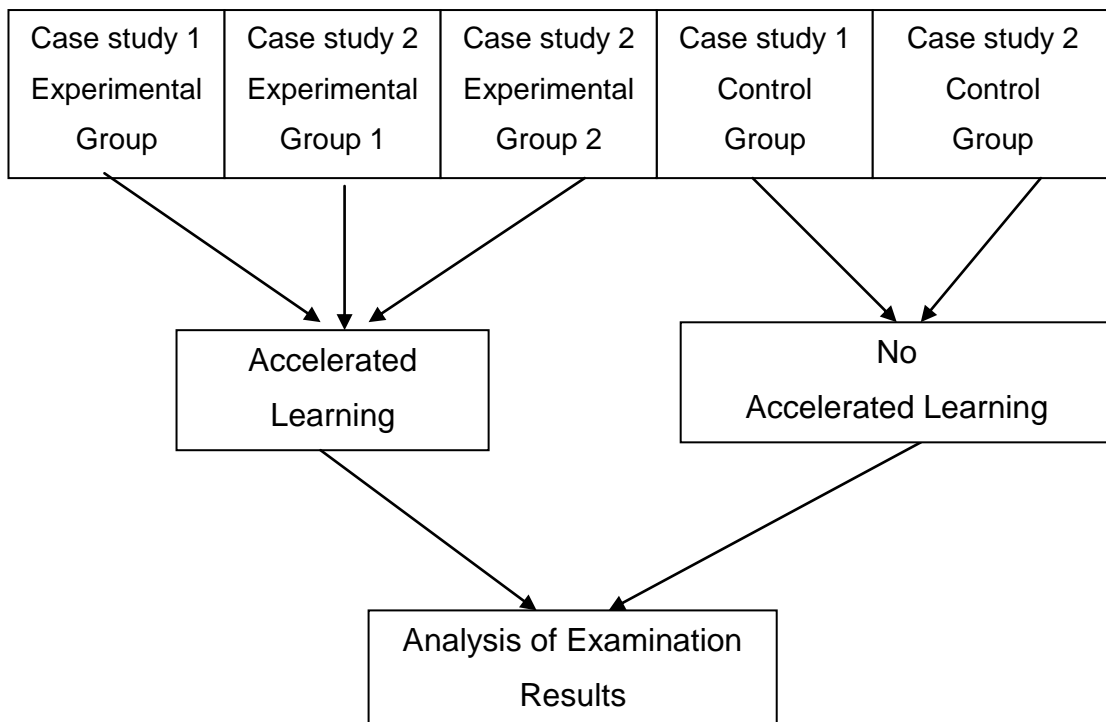 Case study 1
Experimental
Group
Case study 2
Experimental
Group 1
Case study 2
Experimental
Group 2
Case study 1
Control
Group
Case study 2
Control
Group
Accelerated
Learning
No
Accelerated Learning
Analysis of Examination
Results